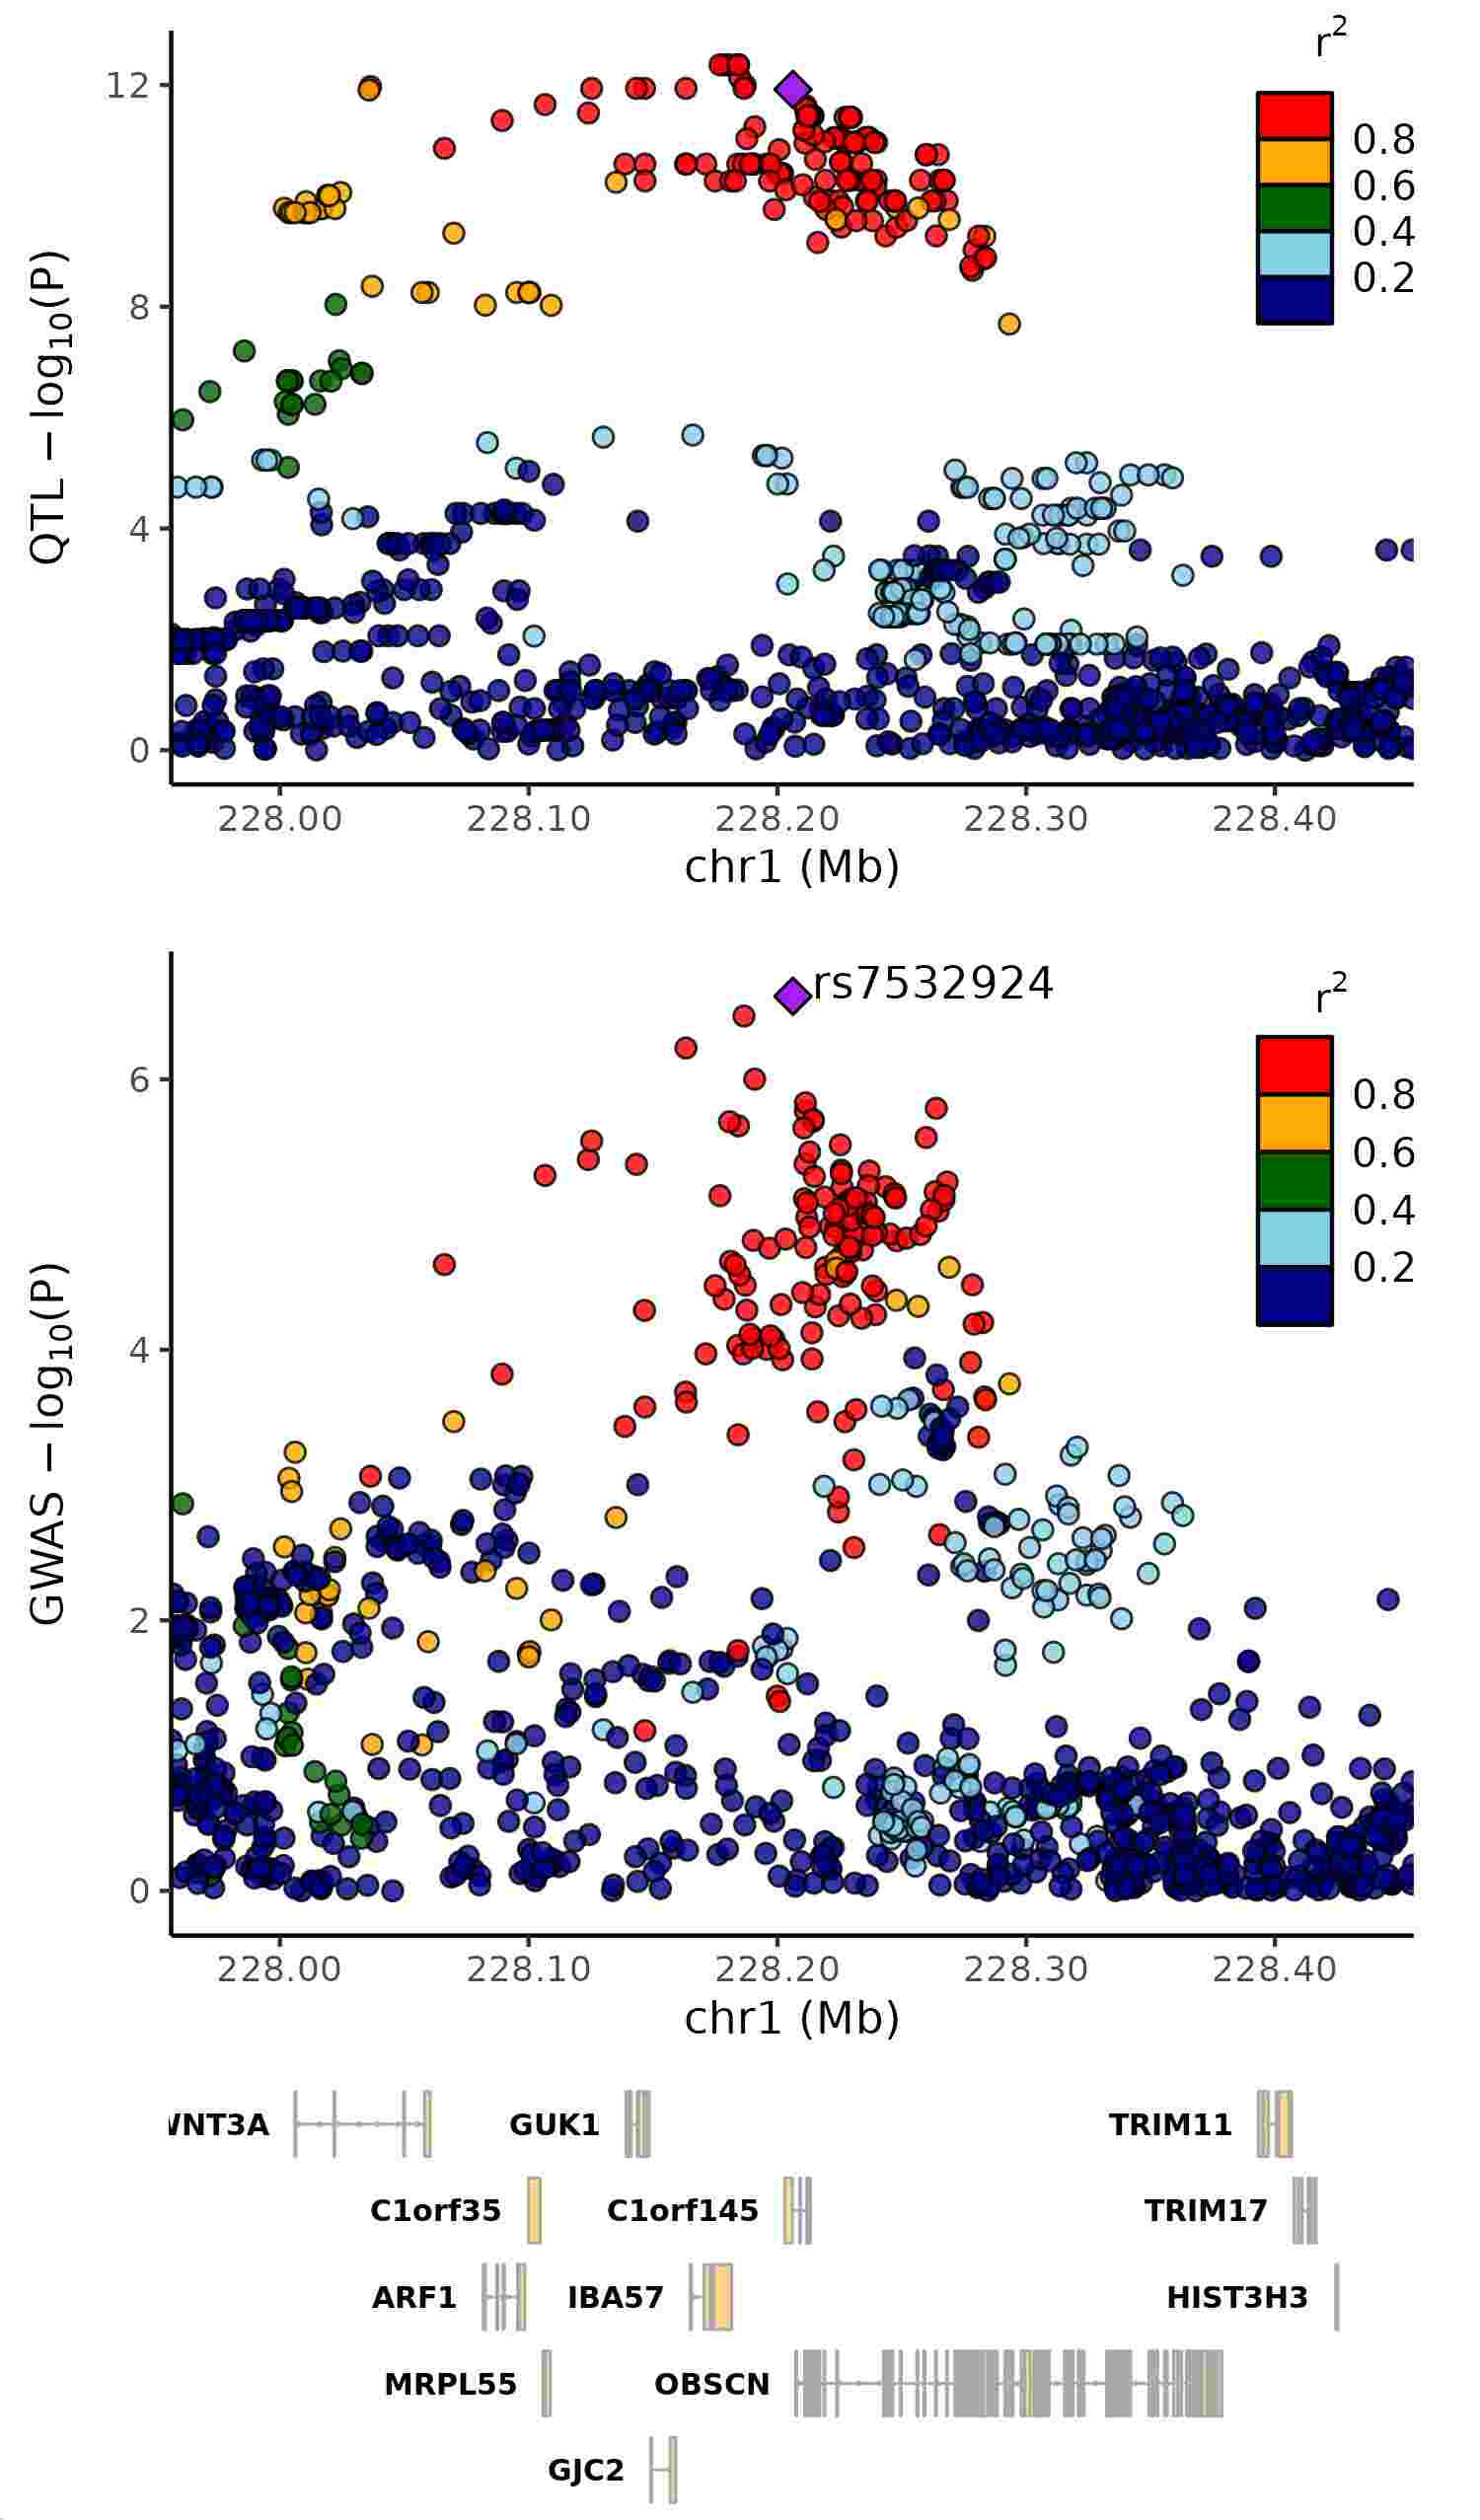 r²
12
8
4
0
0.8
0.6
0.4
0.2
QTL −log₁₀(P)
228.00 228.10 228.20 228.30 228.40
chr1 (Mb)
rs7532924
r²
6
4
2
0
0.8
0.6
0.4
0.2
GWAS −log₁₀(P)
228.00 228.10 228.20 228.30 228.40
chr1 (Mb)
WNT3A GUK1 TRIM11
C1orf35 C1orf145 TRIM17
ARF1 IBA57 HIST3H3
MRPL55 OBSCN
GJC2